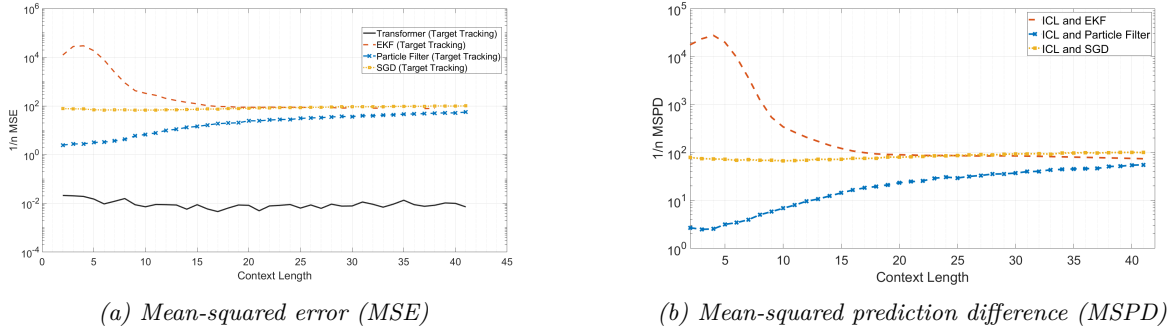 10^6
10^4
10^2
10^0
10^-2
10^-4
1/n MSE
0 5 10 15 20 25 30 35 40 45
Context Length
Transformer (Target Tracking)
EKF (Target Tracking)
Particle Filter (Target Tracking)
SGD (Target Tracking)
(a) Mean-squared error (MSE)
10^5
10^4
10^3
10^2
10^1
10^0
1/n MSPD
5 10 15 20 25 30 35 40
Context Length
ICL and EKF
ICL and Particle Filter
ICL and SGD
(b) Mean-squared prediction difference (MSPD)